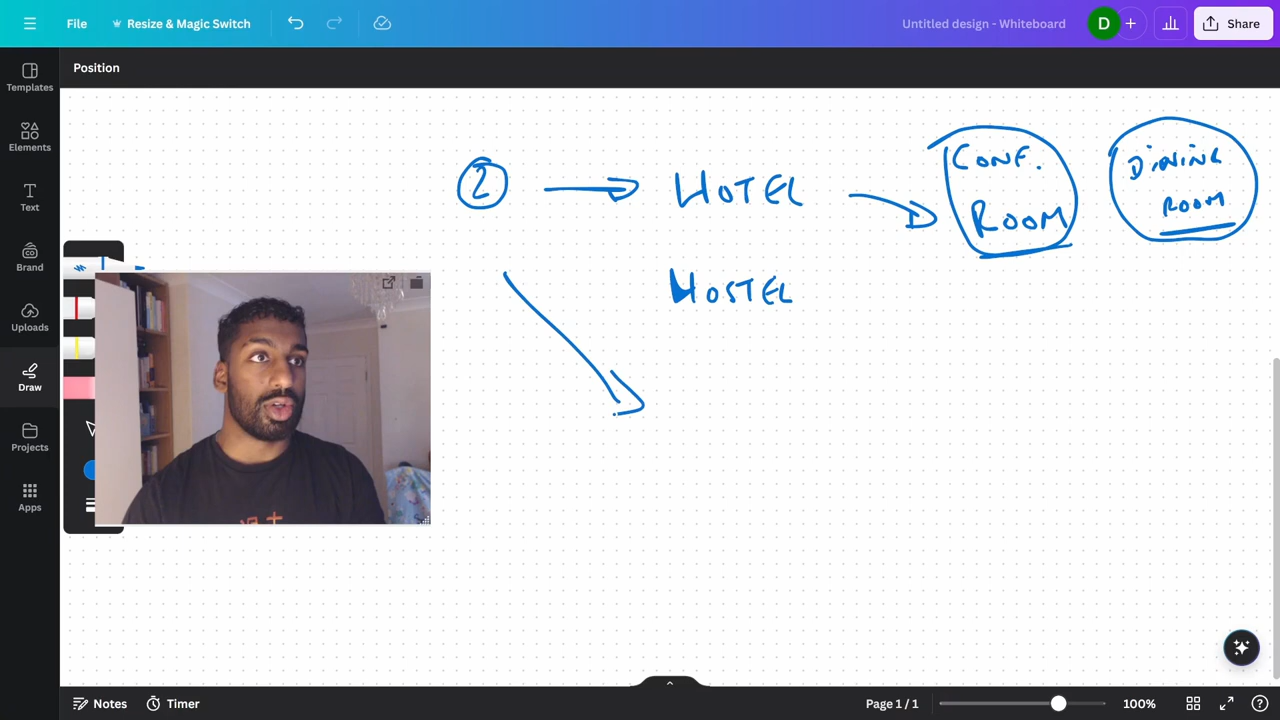 File
Resize & Magic Switch
Untitled design - Whiteboard
D
Share
Position
Templates
Elements
Text
Brand
Uploads
Draw
Projects
Apps
2
HOTEL
CONF.
ROOM
DINING
ROOM
HOSTEL
Notes
Timer
Page 1 / 1
100%